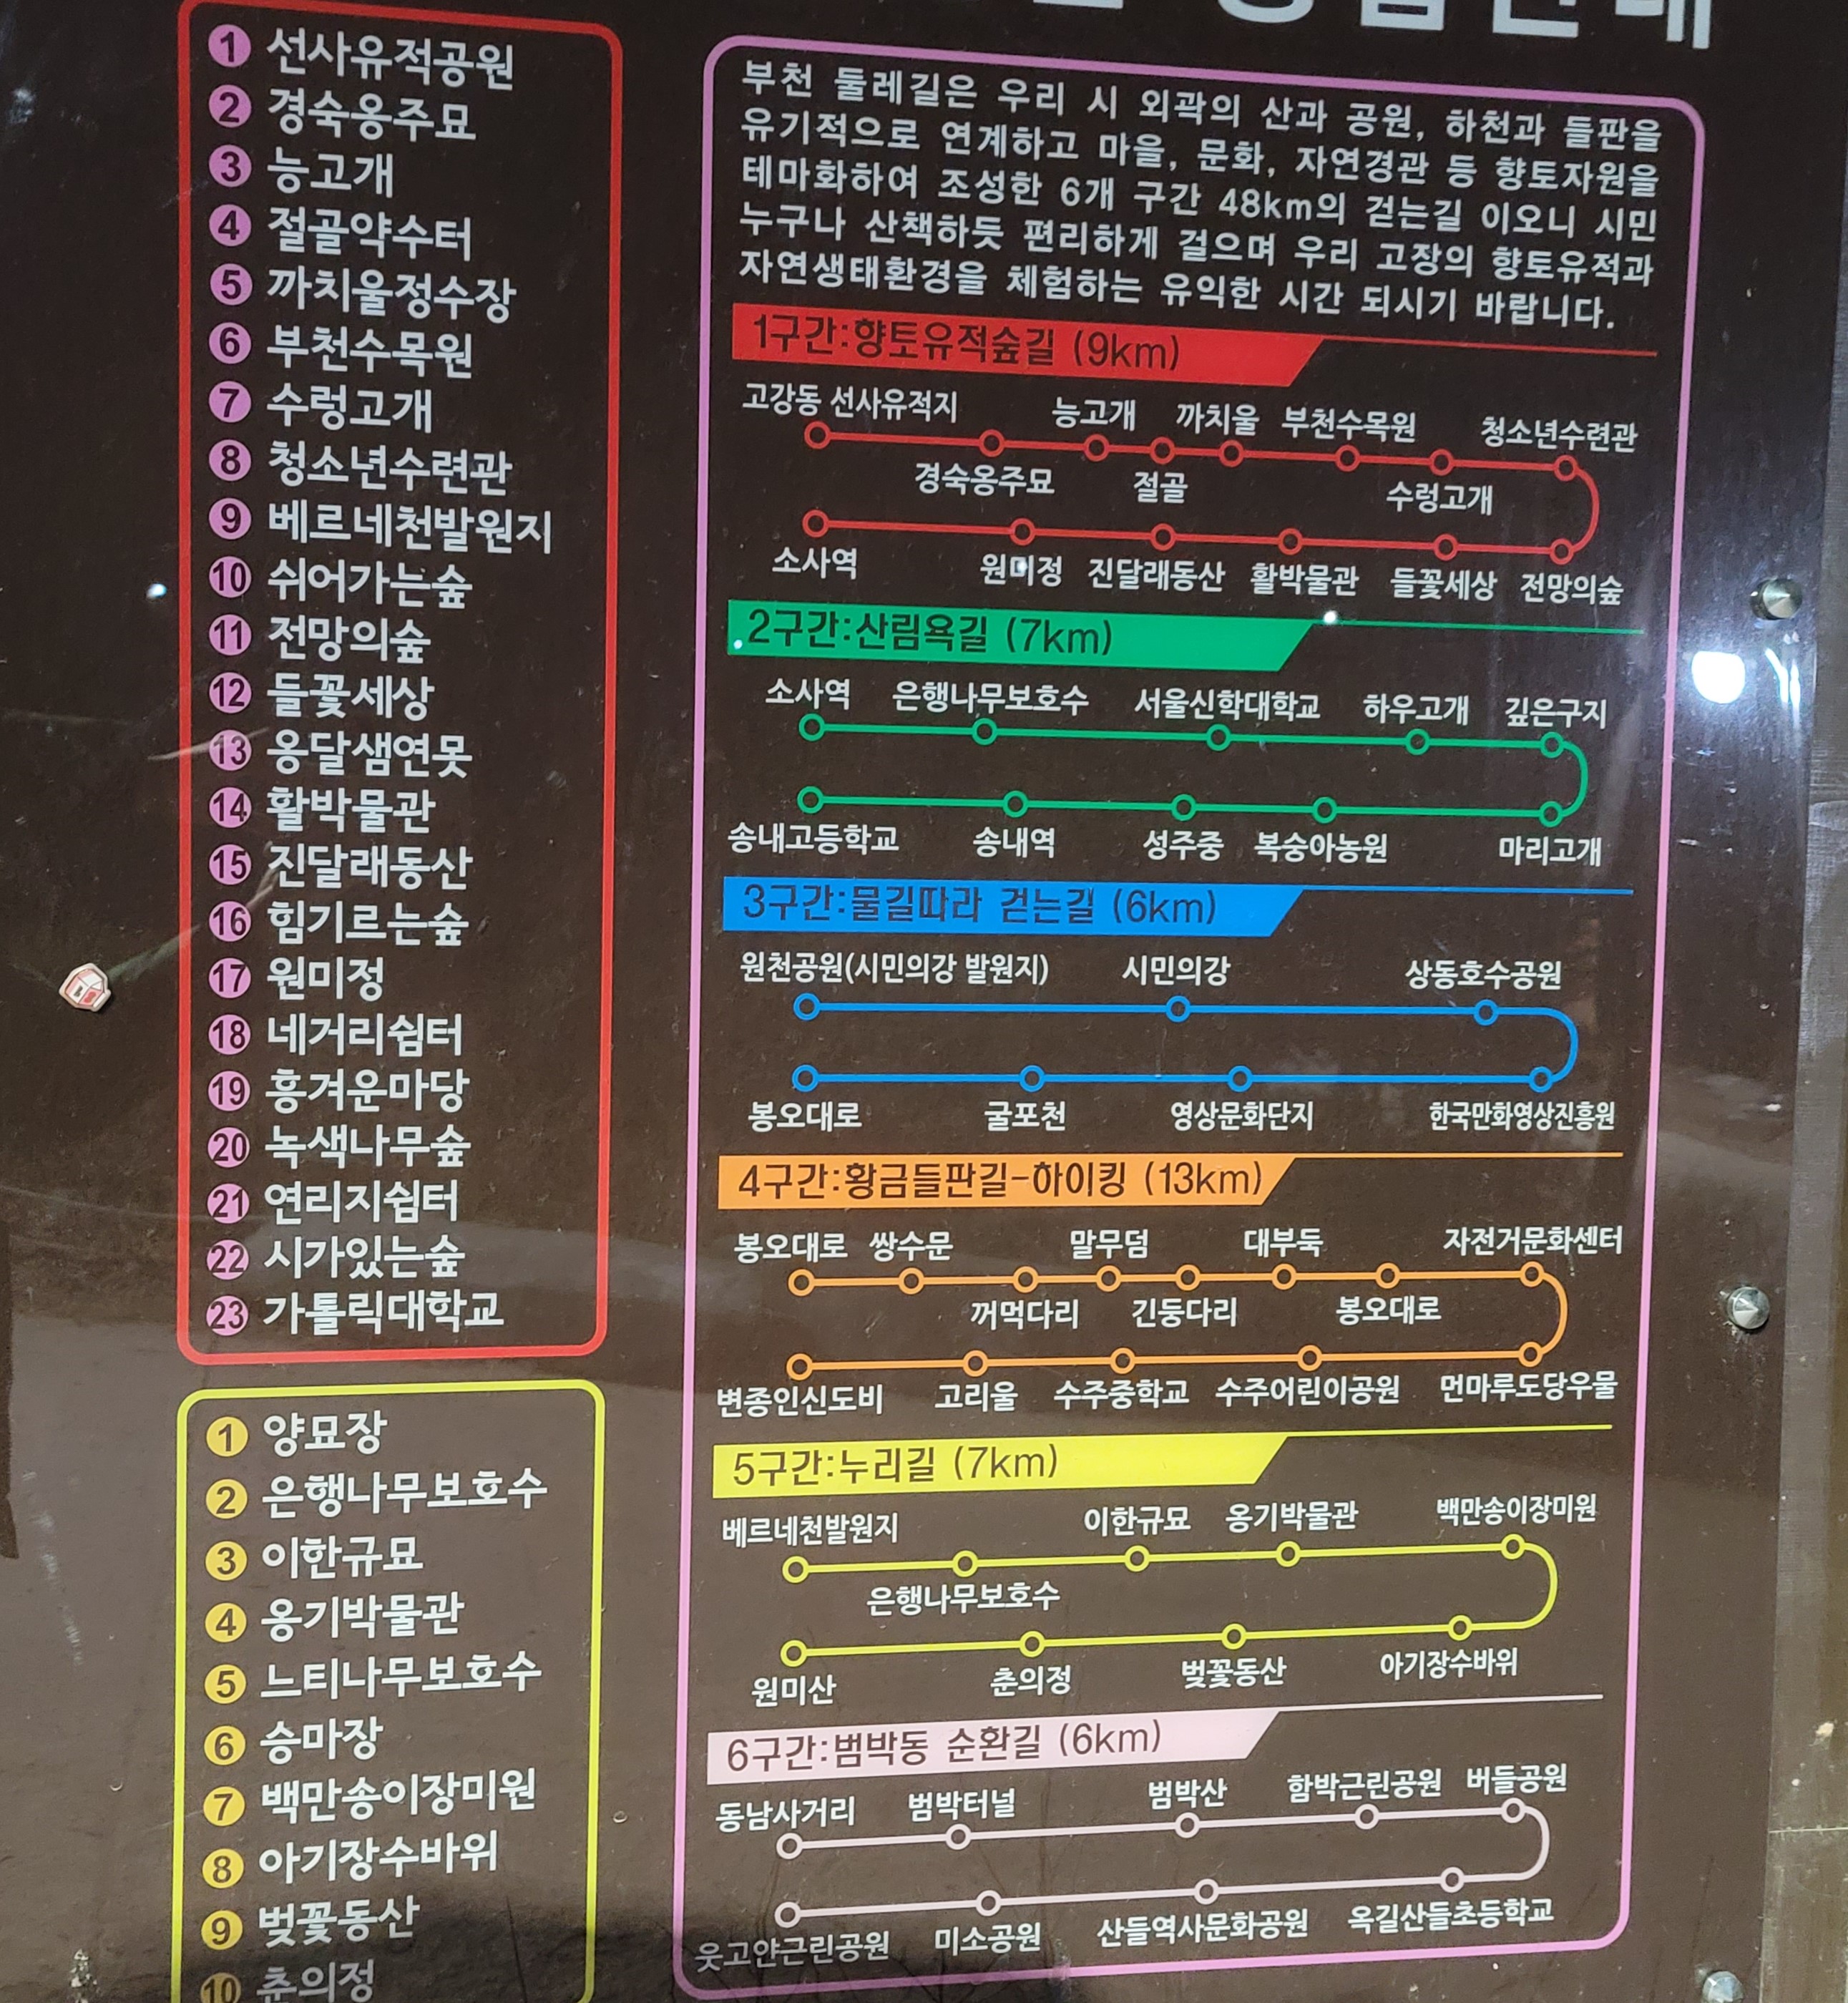 1 선사유적공원
2 경숙옹주묘
3 능고개
4 절골약수터
5 까치울정수장
6 부천수목원
7 수렁고개
8 청소년수련관
9 베르네천발원지
10 쉬어가는숲
11 전망의숲
12 들꽃세상
13 옹달샘연못
14 활박물관
15 진달래동산
16 힘기르는숲
17 원미정
18 네거리쉼터
19 흥겨운마당
20 녹색나무숲
21 연리지쉼터
22 시가있는숲
23 가톨릭대학교
1 양묘장
2 은행나무보호수
3 이한규묘
4 옹기박물관
5 느티나무보호수
6 승마장
7 백만송이장미원
8 아기장수바위
9 벚꽃동산
10 춘의정
부천 둘레길은 우리 시 외곽의 산과 공원, 하천과 들판을
유기적으로 연계하고 마을, 문화, 자연경관 등 향토자원을
테마화하여 조성한 6개 구간 48km의 걷는길 이오니 시민
누구나 산책하듯 편리하게 걸으며 우리 고장의 향토유적과
자연생태환경을 체험하는 유익한 시간 되시기 바랍니다.
1구간:향토유적숲길 (9km)
고강동 선사유적지 능고개 까치울 부천수목원 청소년수련관
경숙옹주묘 절골 수렁고개
소사역 원미정 진달래동산 활박물관 들꽃세상 전망의숲
2구간:산림욕길 (7km)
소사역 은행나무보호수 서울신학대학교 하우고개 깊은구지
송내고등학교 송내역 성주중 복숭아농원 마리고개
3구간:물길따라 걷는길 (6km)
원천공원(시민의강 발원지) 시민의강 상동호수공원
봉오대로 굴포천 영상문화단지 한국만화영상진흥원
4구간:황금들판길-하이킹 (13km)
봉오대로 쌍수문 말무덤 대부둑 자전거문화센터
꺼먹다리 긴둥다리 봉오대로
변종인신도비 고리울 수주중학교 수주어린이공원 먼마루도당우물
5구간:누리길 (7km)
베르네천발원지 이한규묘 옹기박물관 백만송이장미원
은행나무보호수
원미산 춘의정 벚꽃동산 아기장수바위
6구간:범박동 순환길 (6km)
동남사거리 범박터널 범박산 함박근린공원 버들공원
웃고얀근린공원 미소공원 산들역사문화공원 옥길산들초등학교